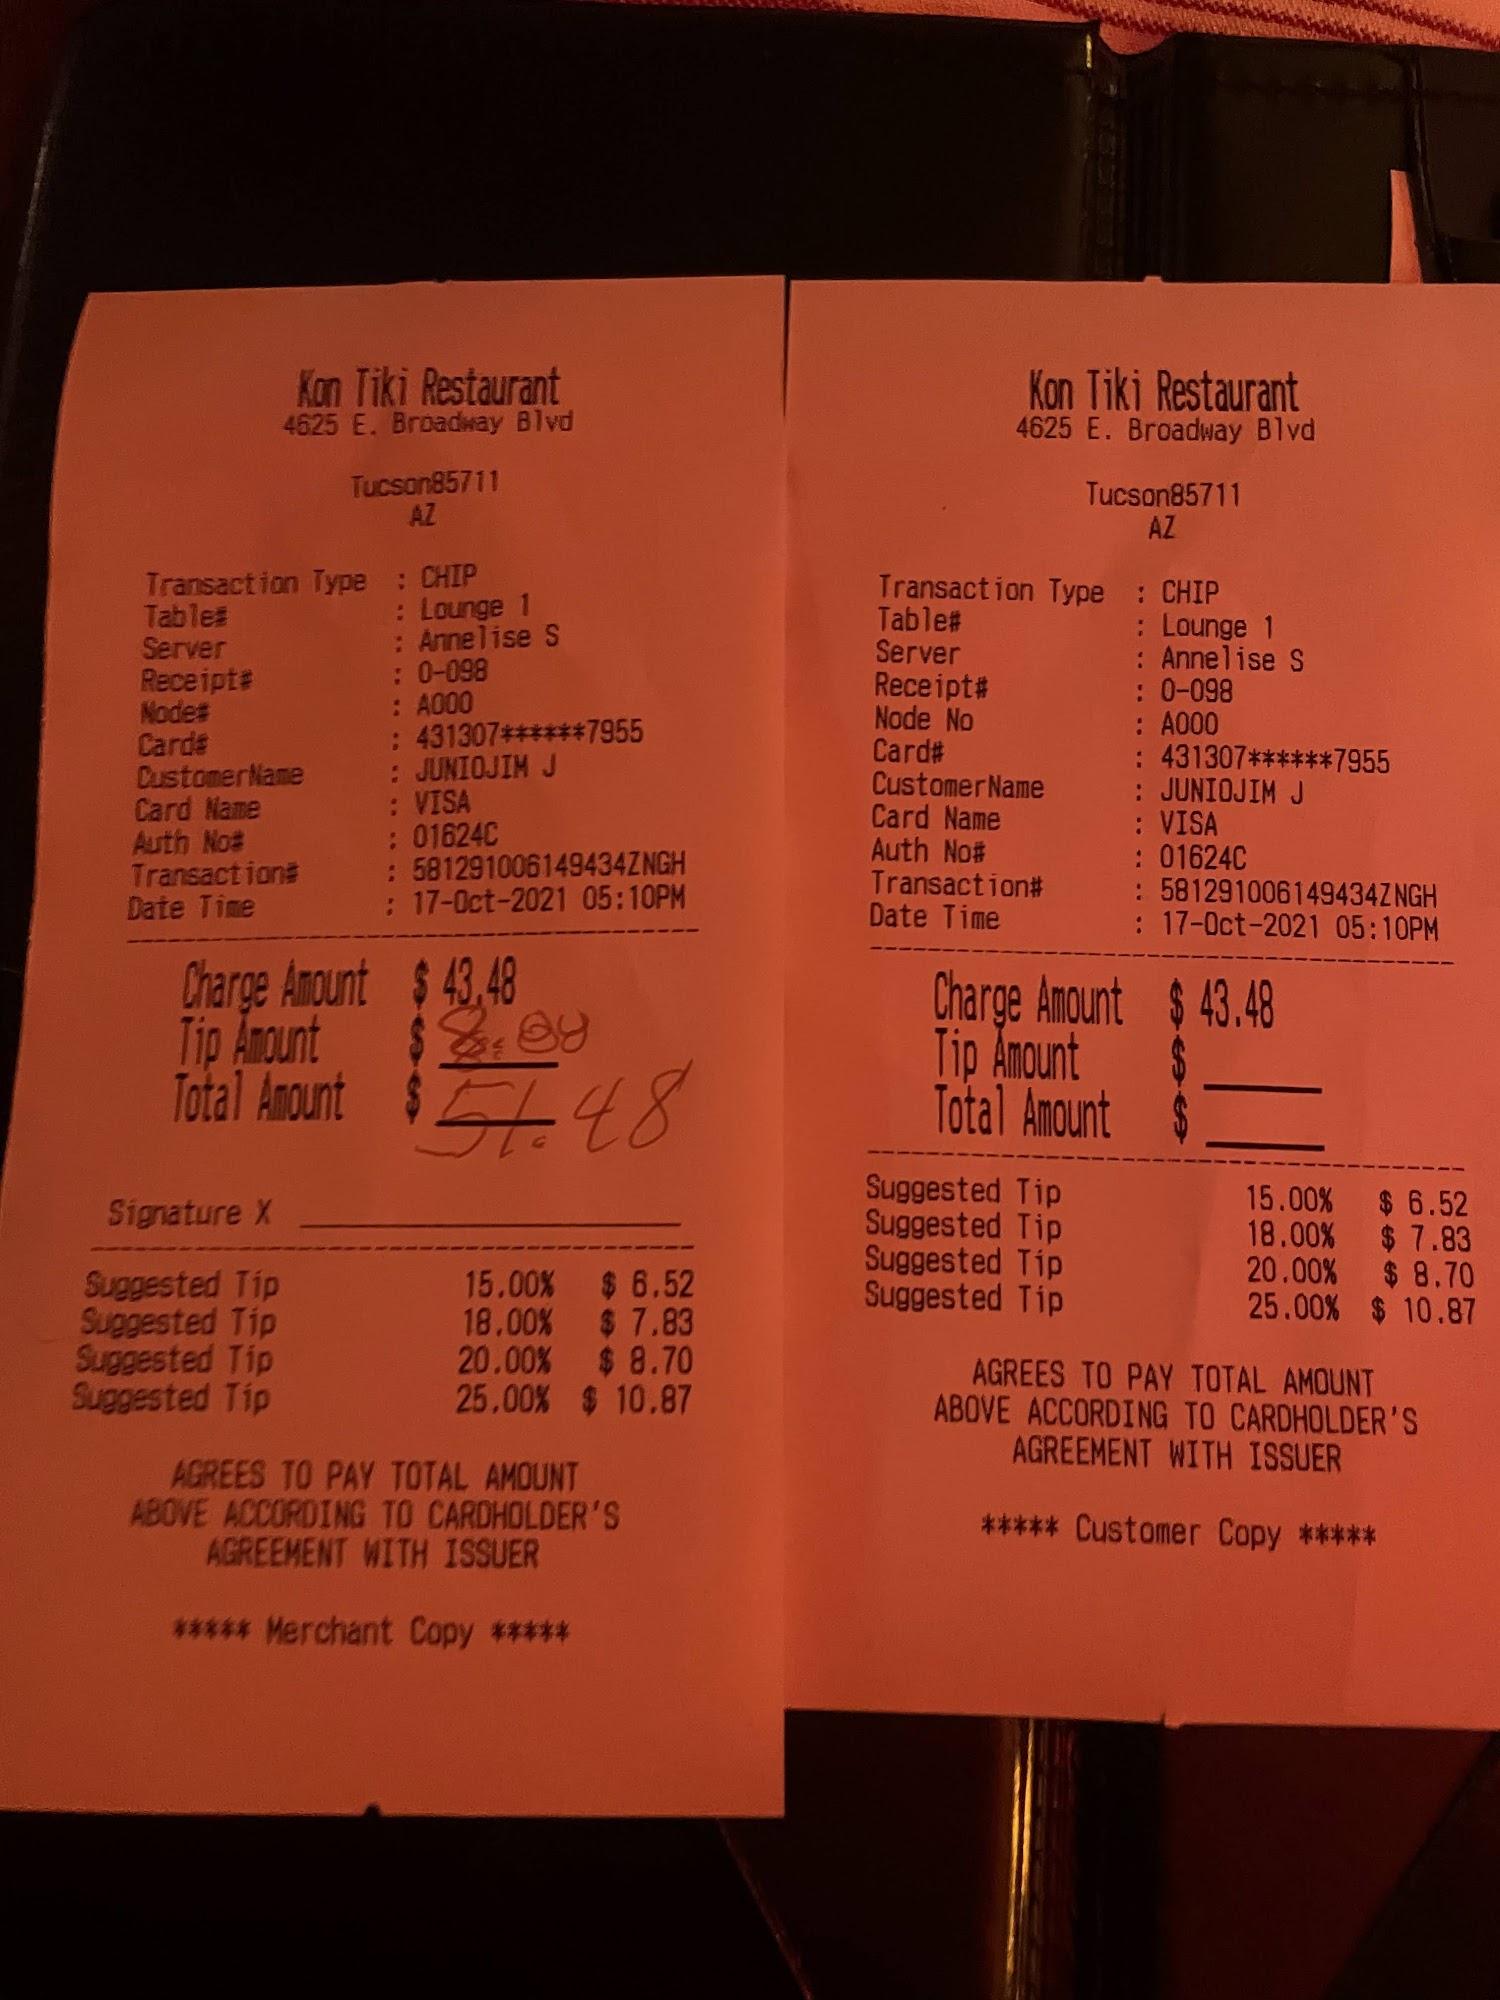 Kon Tiki Restaurant
4625 E. Broadway Blvd
Tucson85711
AZ
Transaction Type : CHIP
Table# : Lounge 1
Server : Annelise S
Receipt# : 0-098
Node# : A000
Card# : 431307******7955
CustomerName : JUNIOJIM J
Card Name : VISA
Auth No# : 01624C
Transaction# : 581291006149434ZNGH
Date Time : 17-Oct-2021 05:10PM
Charge Amount $ 43.48
Tip Amount $
Total Amount $ 51.48
Signature X
Suggested Tip 15.00% $ 6.52
Suggested Tip 18.00% $ 7.83
Suggested Tip 20.00% $ 8.70
Suggested Tip 25.00% $ 10.87
AGREES TO PAY TOTAL AMOUNT
ABOVE ACCORDING TO CARDHOLDER'S
AGREEMENT WITH ISSUER
***** Merchant Copy *****
Kon Tiki Restaurant
4625 E. Broadway Blvd
Tucson85711
AZ
Transaction Type : CHIP
Table# : Lounge 1
Server : Annelise S
Receipt# : 0-098
Node No : A000
Card# : 431307******7955
CustomerName : JUNIOJIM J
Card Name : VISA
Auth No# : 01624C
Transaction# : 581291006149434ZNGH
Date Time : 17-Oct-2021 05:10PM
Charge Amount $ 43.48
Tip Amount $
Total Amount $
Suggested Tip 15.00% $ 6.52
Suggested Tip 18.00% $ 7.83
Suggested Tip 20.00% $ 8.70
Suggested Tip 25.00% $ 10.87
AGREES TO PAY TOTAL AMOUNT
ABOVE ACCORDING TO CARDHOLDER'S
AGREEMENT WITH ISSUER
***** Customer Copy *****